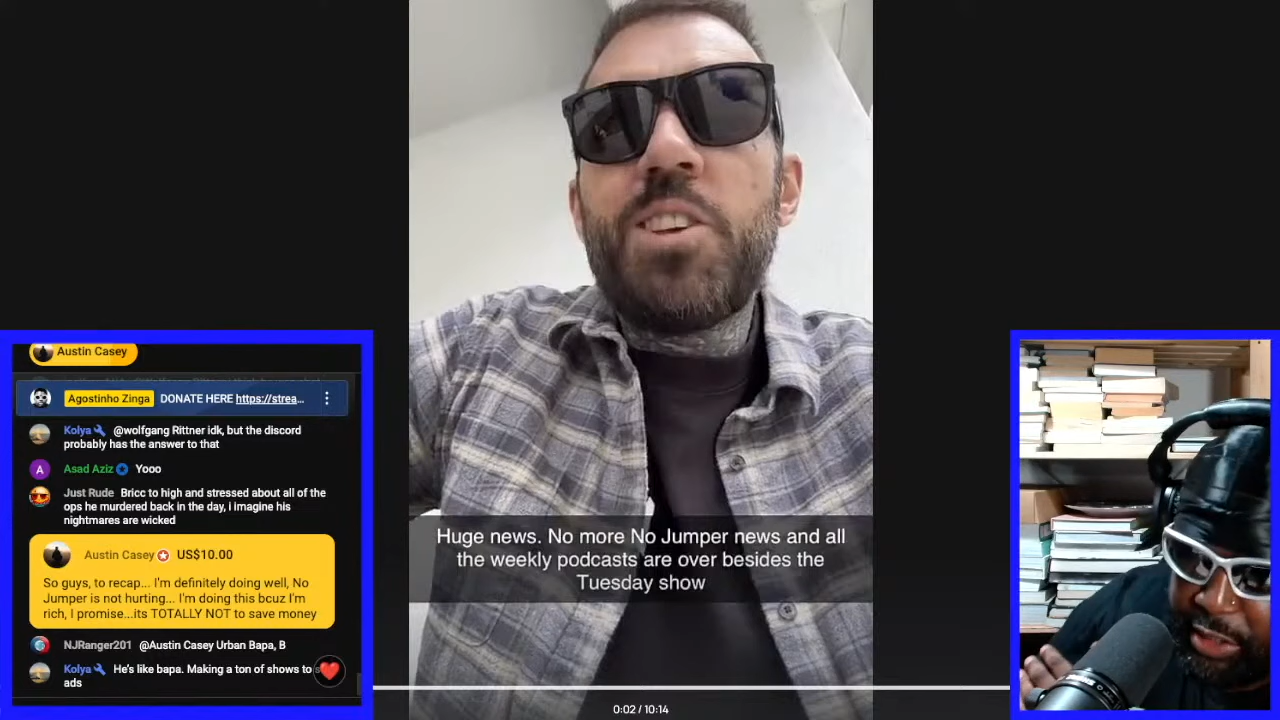 Austin Casey
Agostinho Zinga DONATE HERE https://strea...
Kolya @wolfgang Rittner idk, but the discord
probably has the answer to that
A Asad Aziz Yooo
Just Rude Bricc to high and stressed about all of the
ops he murdered back in the day, i imagine his
nightmares are wicked
Austin Casey US$10.00
So guys, to recap... I'm definitely doing well, No
Jumper is not hurting... I'm doing this bcuz I'm
rich, I promise...its TOTALLY NOT to save money
NJRanger201 @Austin Casey Urban Bapa, B
Kolya He's like bapa. Making a ton of shows to
ads
Huge news. No more No Jumper news and all
the weekly podcasts are over besides the
Tuesday show
0:02 / 10:14